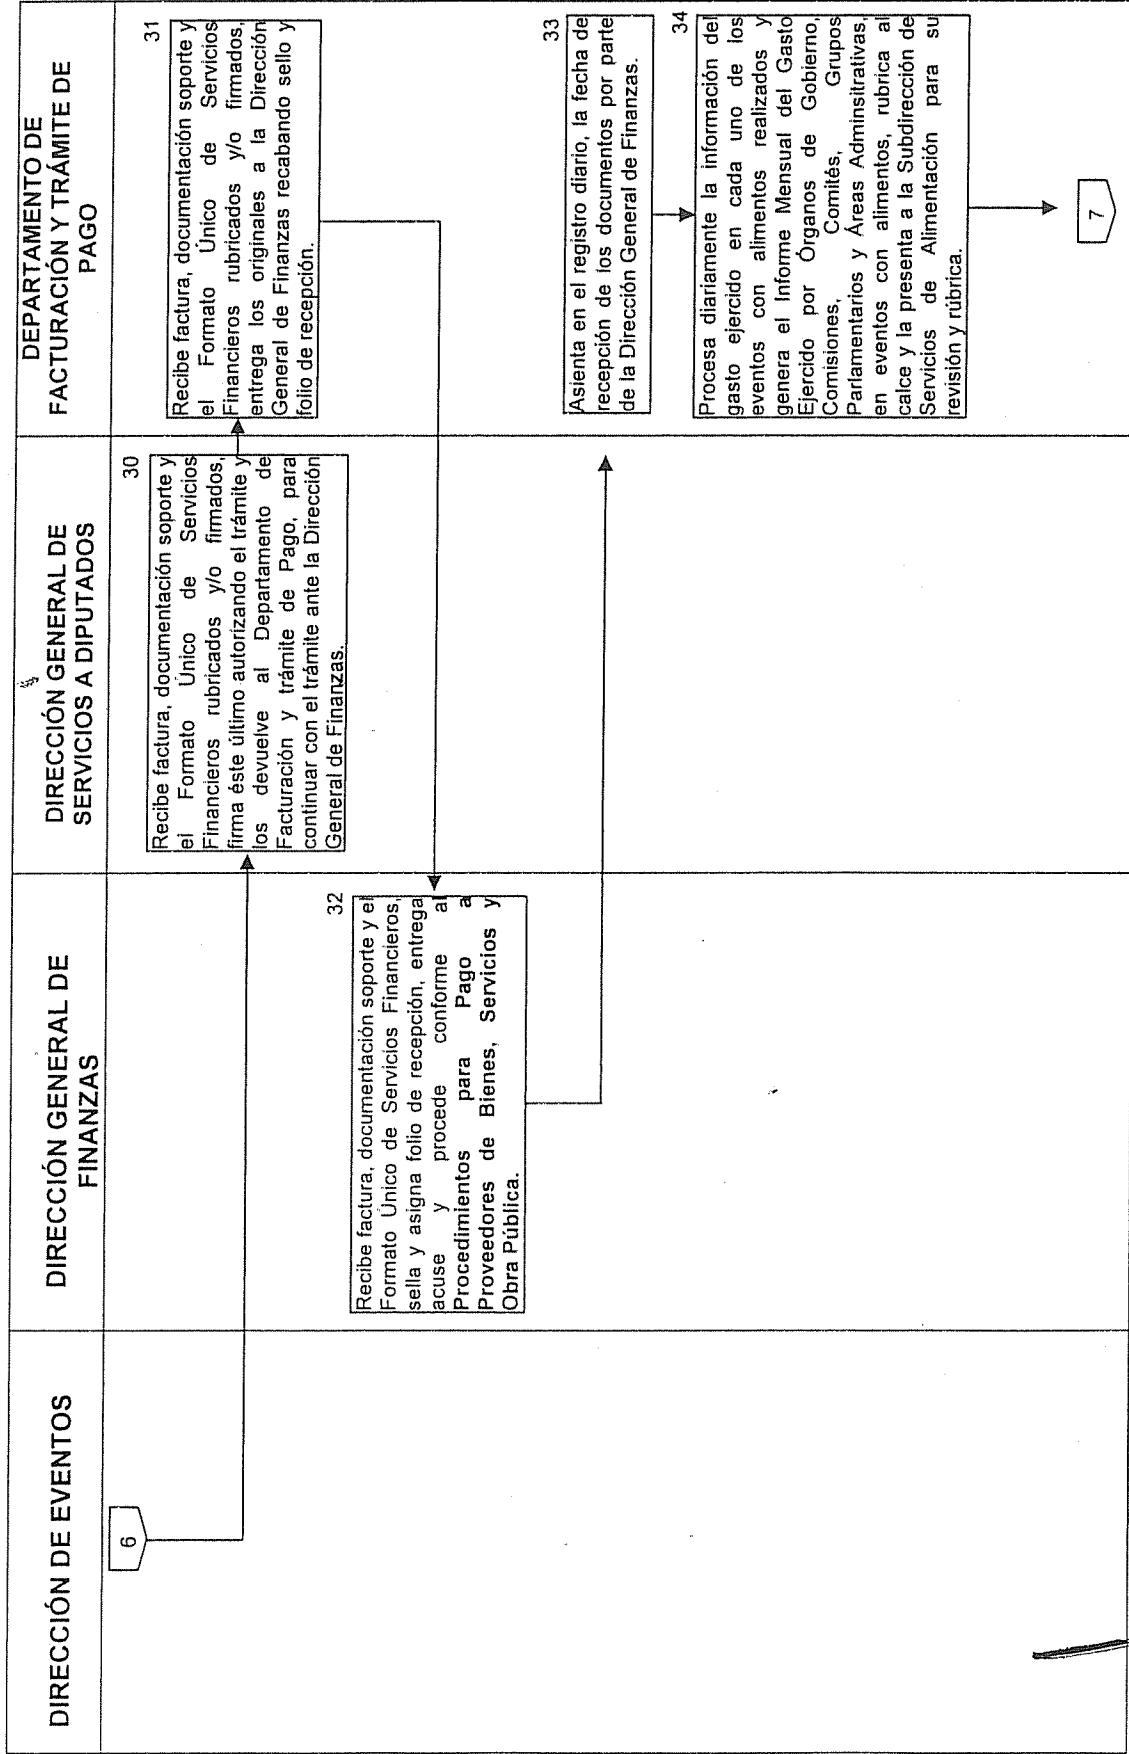 DIRECCIÓN DE EVENTOS
DIRECCIÓN GENERAL DE
FINANZAS
DIRECCIÓN GENERAL DE
SERVICIOS A DIPUTADOS
DEPARTAMENTO DE
FACTURACIÓN Y TRÁMITE DE
PAGO
6
30
Recibe factura, documentación soporte y
el Formato Único de Servicios
Financieros rubricados y/o firmados,
firma éste último autorizando el trámite y
los devuelve al Departamento de
Facturación y trámite de Pago, para
continuar con el trámite ante la Dirección
General de Finanzas.
31
Recibe factura, documentación soporte y
el Formato Único de Servicios
Financieros rubricados y/o firmados,
entrega los originales a la Dirección
General de Finanzas recabando sello y
folio de recepción.
32
Recibe factura, documentación soporte y el
Formato Único de Servicios Financieros,
sella y asigna folio de recepción, entrega
acuse y procede conforme al
Procedimientos para Pago a
Proveedores de Bienes, Servicios y
Obra Pública.
33
Asienta en el registro diario, la fecha de
recepción de los documentos por parte
de la Dirección General de Finanzas.
34
Procesa diariamente la información del
gasto ejercido en cada uno de los
eventos con alimentos realizados y
genera el Informe Mensual del Gasto
Ejercido por Órganos de Gobierno,
Comisiones, Comités, Grupos
Parlamentarios y Áreas Adminsitrativas,
en eventos con alimentos, rubrica al
calce y la presenta a la Subdirección de
Servicios de Alimentación para su
revisión y rúbrica.
7